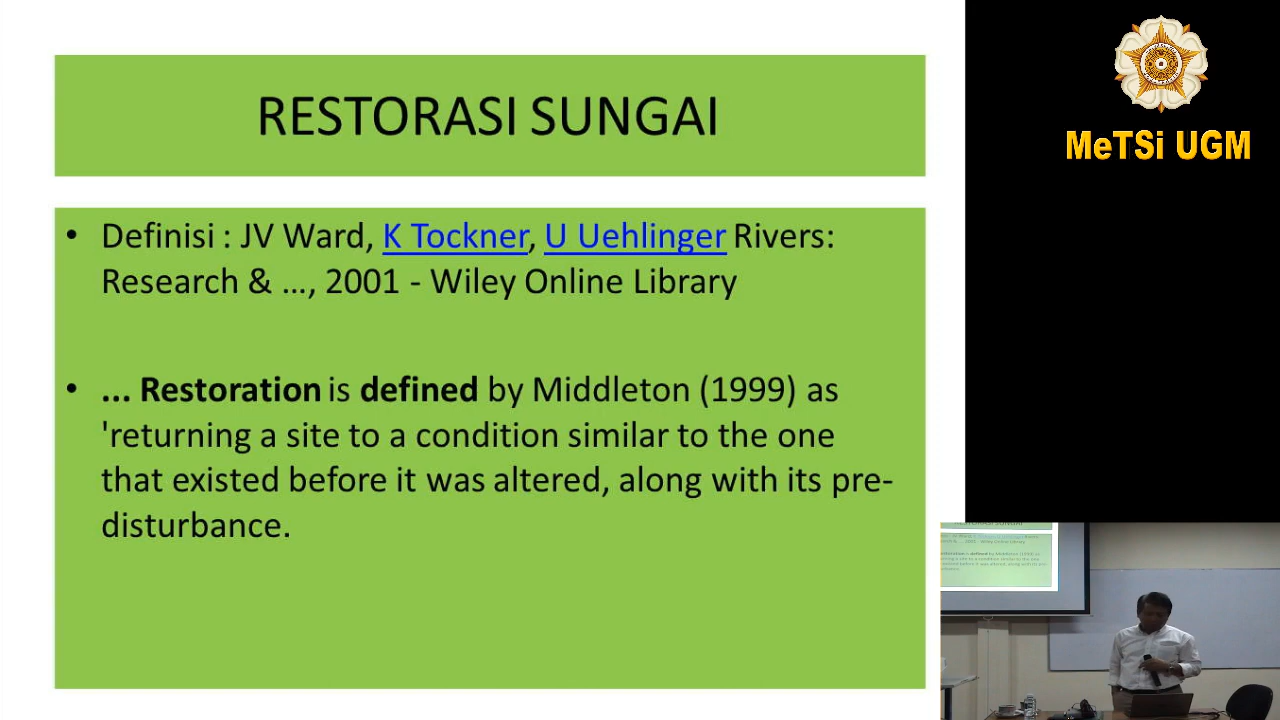 RESTORASI SUNGAI
• Definisi : JV Ward, K Tockner, U Uehlinger Rivers:
Research & ..., 2001 - Wiley Online Library
• ... Restoration is defined by Middleton (1999) as
'returning a site to a condition similar to the one
that existed before it was altered, along with its pre-
disturbance.
MeTSi UGM